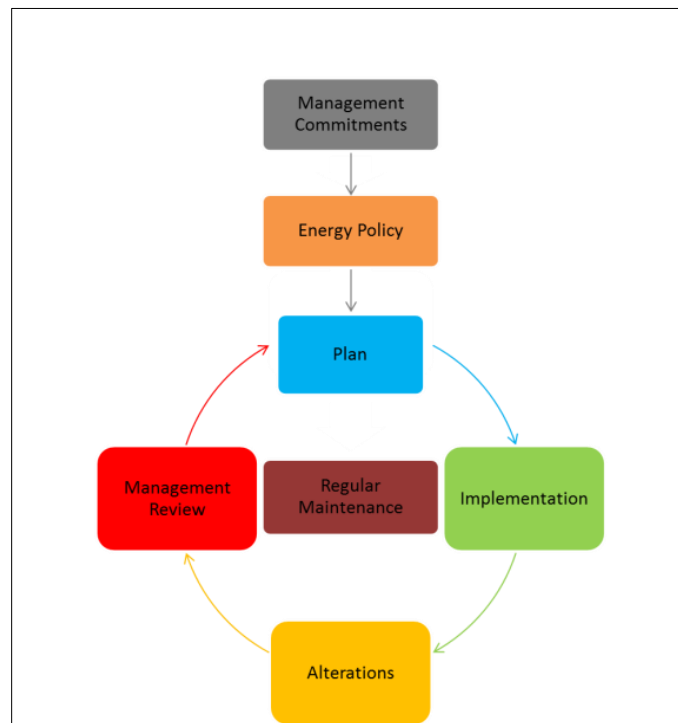 Management
Commitments
Energy Policy
Plan
Management
Review
Regular
Maintenance
Implementation
Alterations